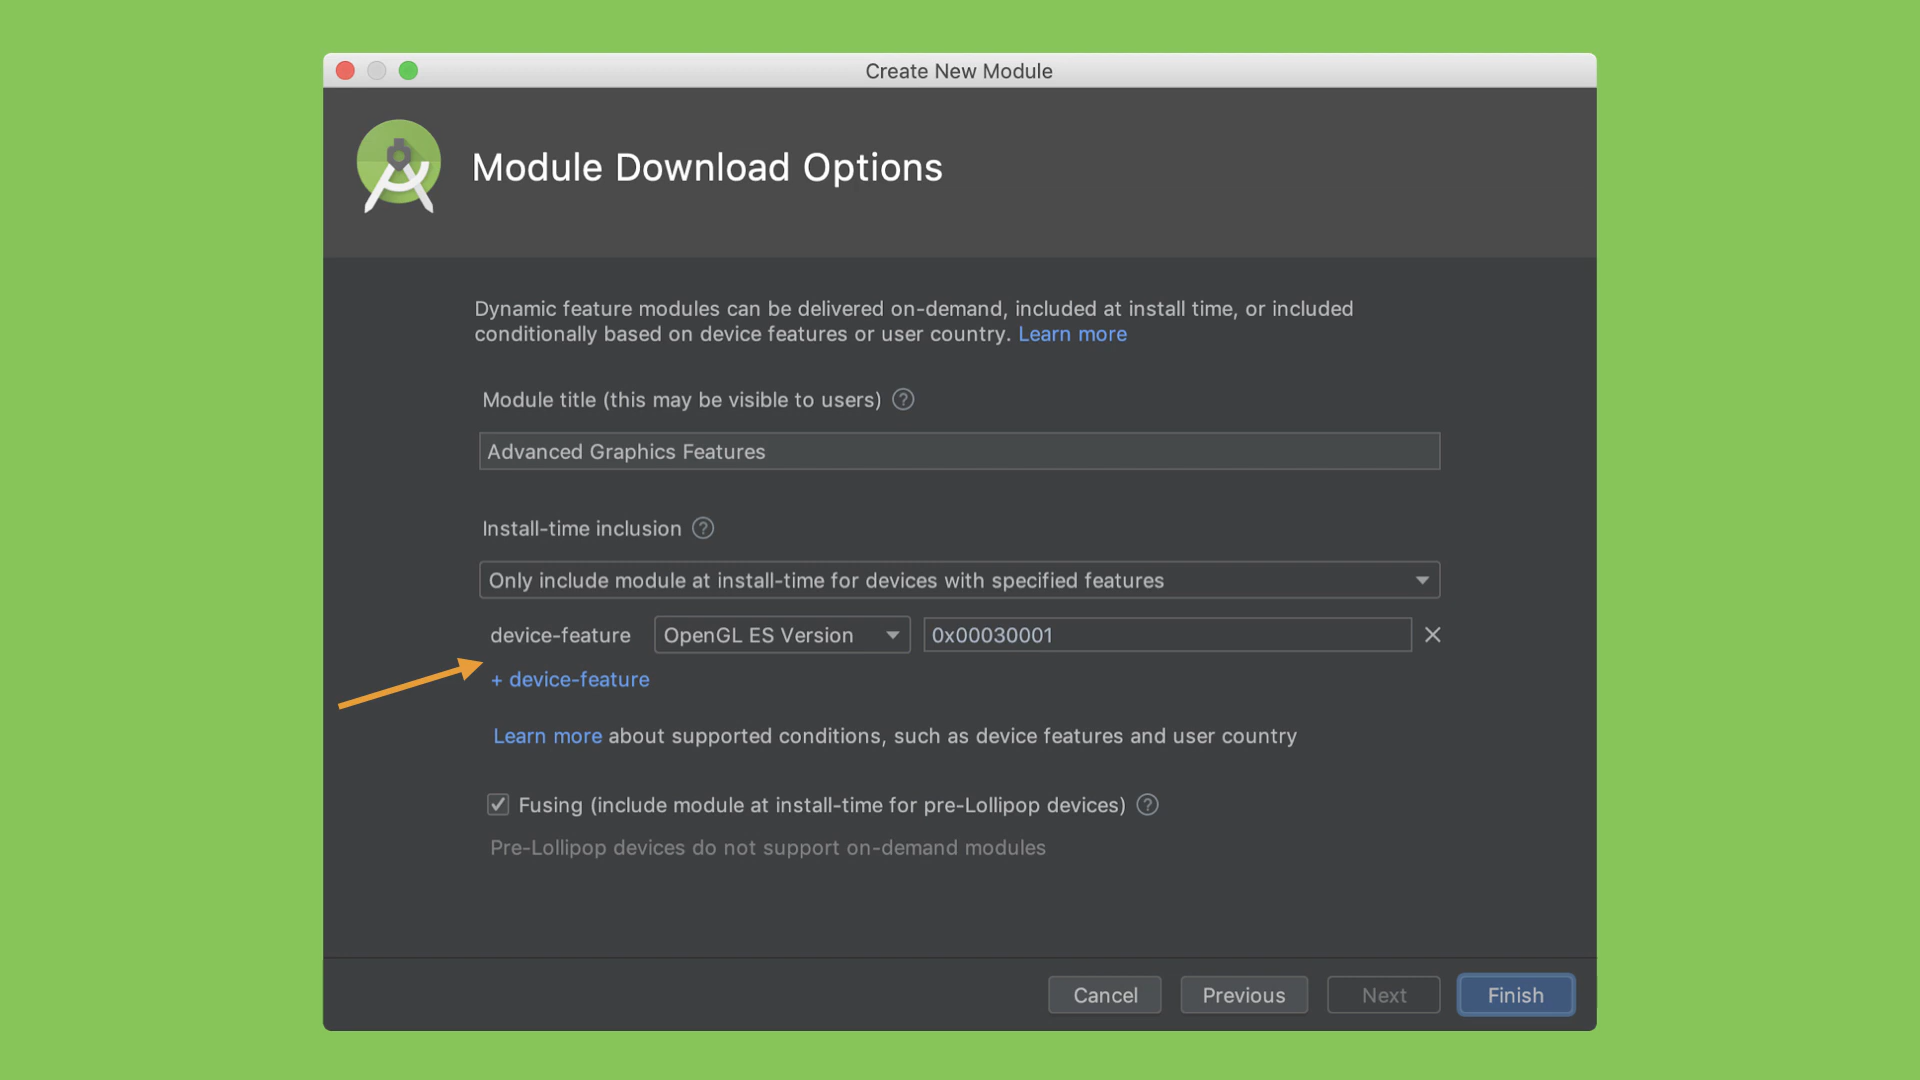 Create New Module
Module Download Options
Dynamic feature modules can be delivered on-demand, included at install time, or included
conditionally based on device features or user country. Learn more
Module title (this may be visible to users) ?
Advanced Graphics Features
Install-time inclusion ?
Only include module at install-time for devices with specified features
device-feature OpenGL ES Version 0x00030001
+ device-feature
Learn more about supported conditions, such as device features and user country
Fusing (include module at install-time for pre-Lollipop devices) ?
Pre-Lollipop devices do not support on-demand modules
Cancel Previous Next Finish